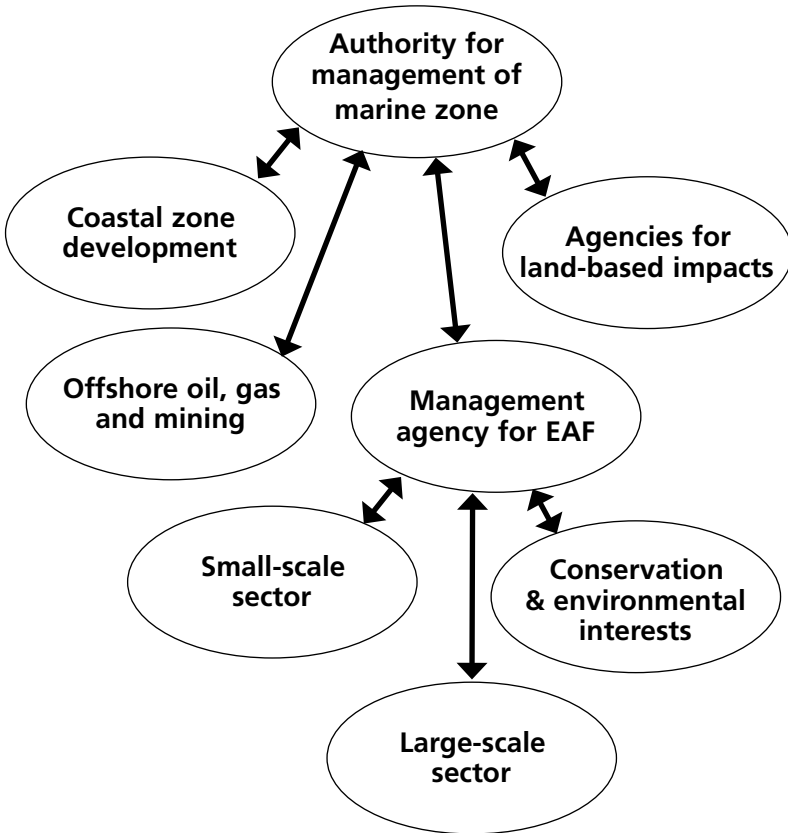 Authority for
management of
marine zone
Coastal zone
development
Agencies for
land-based impacts
Offshore oil, gas
and mining
Management
agency for EAF
Small-scale
sector
Conservation
& environmental
interests
Large-scale
sector